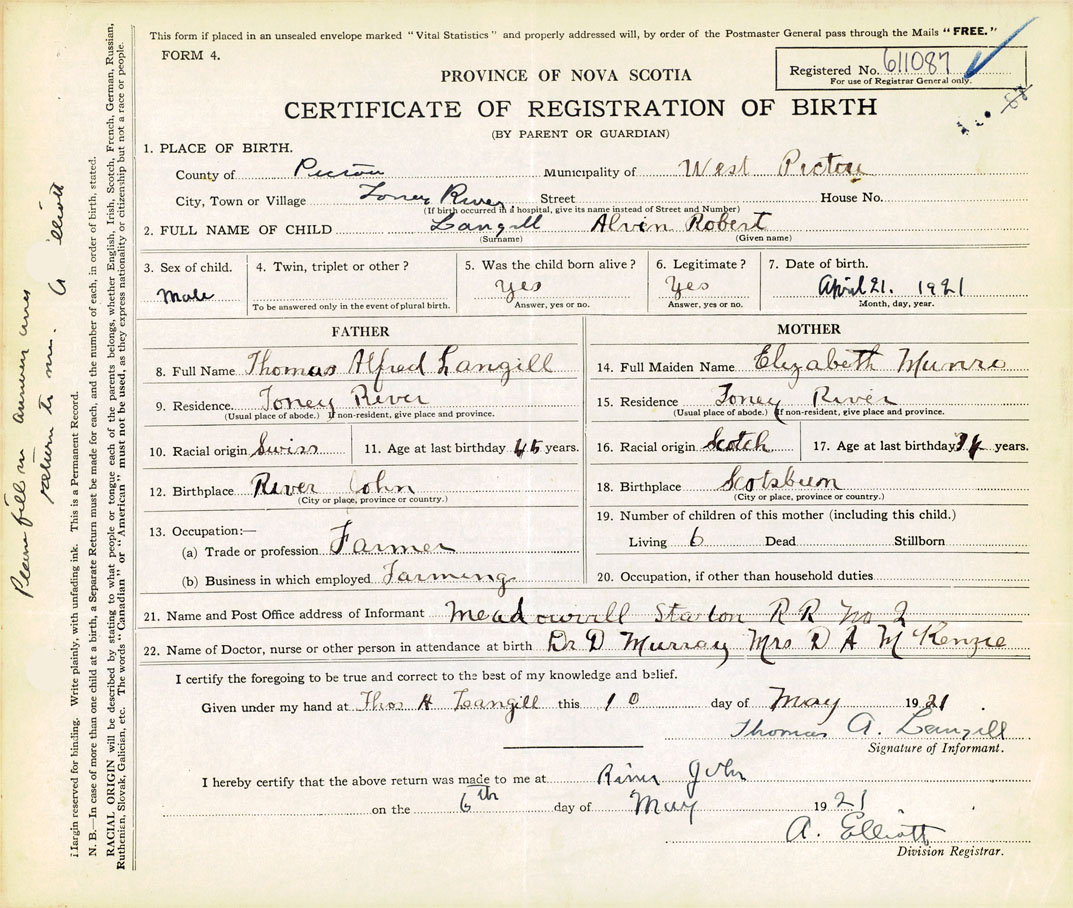 This form if placed in an unsealed envelope marked "Vital Statistics" and properly addressed will, by order of the Postmaster General pass through the Mails "FREE."
FORM 4.
PROVINCE OF NOVA SCOTIA
Registered No. 611087
For use of Registrar General only.
CERTIFICATE OF REGISTRATION OF BIRTH
(BY PARENT OR GUARDIAN)
1. PLACE OF BIRTH.
County of Pictou Municipality of West Pictou
City, Town or Village Toney River Street House No.
(If birth occurred in a hospital, give its name instead of Street and Number)
2. FULL NAME OF CHILD Langill Alven Robert
(Surname) (Given name)
3. Sex of child. 4. Twin, triplet or other? 5. Was the child born alive? 6. Legitimate? 7. Date of birth.
Male Yes Yes April 21. 1921
To be answered only in the event of plural birth. Answer, yes or no. Answer, yes or no. Month, day, year.
FATHER
8. Full Name Thomas Alfred Langill
9. Residence. Toney River
(Usual place of abode.) If non-resident, give place and province.
10. Racial origin Swiss 11. Age at last birthday 45 years.
12. Birthplace River John
(City or place, province or country.)
13. Occupation:—
(a) Trade or profession Farmer
(b) Business in which employed Farming
MOTHER
14. Full Maiden Name Elizabeth Munro
15. Residence Toney River
(Usual place of abode.) If non-resident, give place and province.
16. Racial origin Scotch 17. Age at last birthday 34 years.
18. Birthplace Scotsburn
(City or place, province or country.)
19. Number of children of this mother (including this child.)
Living 6 Dead Stillborn
20. Occupation, if other than household duties
21. Name and Post Office address of Informant Meadowvill Station R R No 2
22. Name of Doctor, nurse or other person in attendance at birth Dr D Murray Mrs D A McKenzie
I certify the foregoing to be true and correct to the best of my knowledge and belief.
Given under my hand at Thos A Langill this 10 day of May 1921
Thomas A. Langill
Signature of Informant.
I hereby certify that the above return was made to me at River John
on the 6th day of May 1921
A. Elliott
Division Registrar.
Margin reserved for binding. Write plainly, with unfading ink. This is a Permanent Record.
N. B.—In case of more than one child at a birth, a Separate Return must be made for each, and the number of each, in order of birth, stated.
RACIAL ORIGIN will be described by stating to what people or tongue each of the parents belongs, whether English, Irish, Scotch, French, German, Russian,
Ruthenian, Slovak, Galician, etc. The words "Canadian" or "American" must not be used, as they express nationality or citizenship but not a race or people.
Please fill in answers and
return to me. A elliott